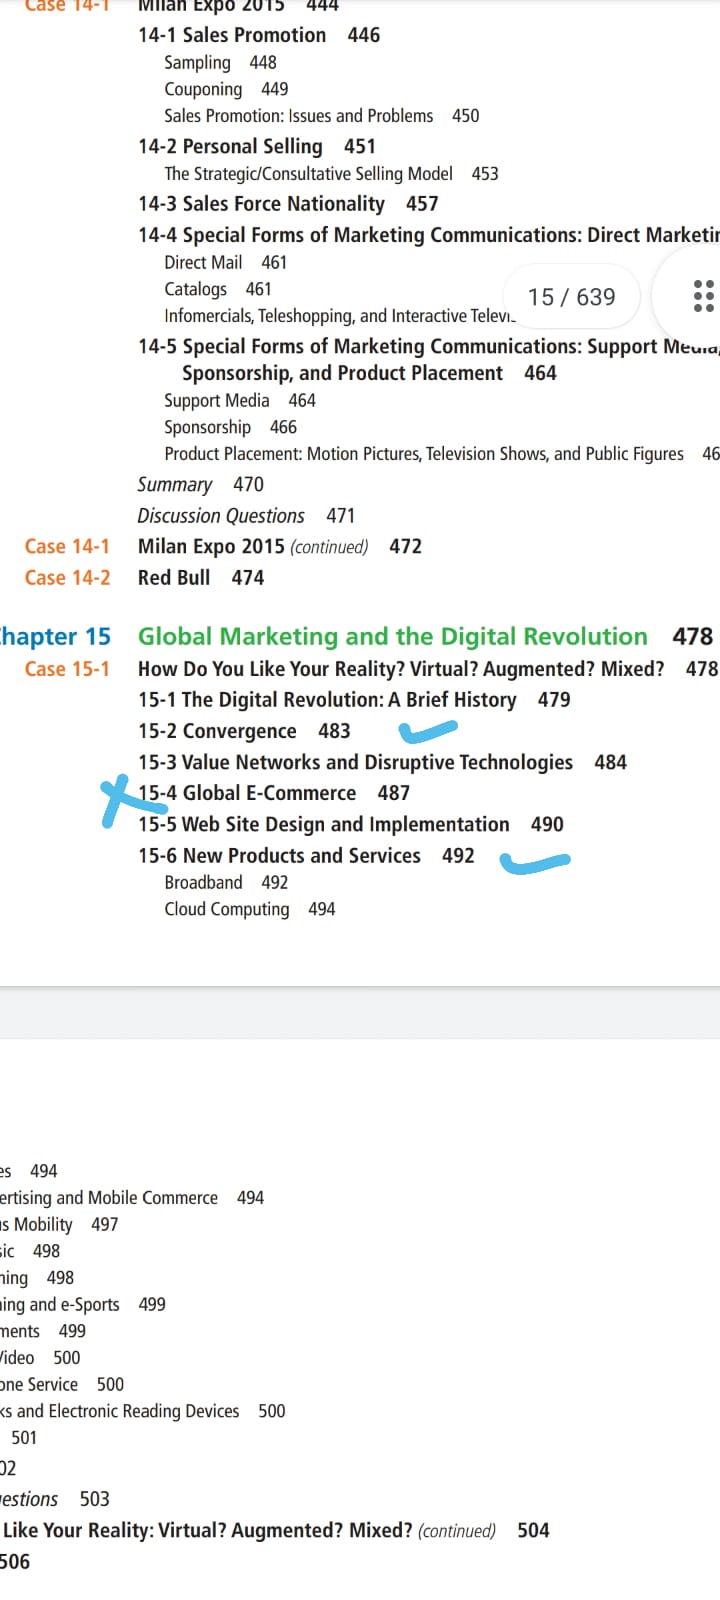 Case 14-1 Milan Expo 2015 444
14-1 Sales Promotion 446
Sampling 448
Couponing 449
Sales Promotion: Issues and Problems 450
14-2 Personal Selling 451
The Strategic/Consultative Selling Model 453
14-3 Sales Force Nationality 457
14-4 Special Forms of Marketing Communications: Direct Marketin
Direct Mail 461
Catalogs 461
15 / 639
Infomercials, Teleshopping, and Interactive Televi
14-5 Special Forms of Marketing Communications: Support Media,
Sponsorship, and Product Placement 464
Support Media 464
Sponsorship 466
Product Placement: Motion Pictures, Television Shows, and Public Figures 46
Summary 470
Discussion Questions 471
Case 14-1 Milan Expo 2015 (continued) 472
Case 14-2 Red Bull 474
Chapter 15 Global Marketing and the Digital Revolution 478
Case 15-1 How Do You Like Your Reality? Virtual? Augmented? Mixed? 478
15-1 The Digital Revolution: A Brief History 479
15-2 Convergence 483
15-3 Value Networks and Disruptive Technologies 484
15-4 Global E-Commerce 487
15-5 Web Site Design and Implementation 490
15-6 New Products and Services 492
Broadband 492
Cloud Computing 494
es 494
ertising and Mobile Commerce 494
us Mobility 497
sic 498
ning 498
ning and e-Sports 499
ments 499
Video 500
one Service 500
ks and Electronic Reading Devices 500
501
02
uestions 503
Like Your Reality: Virtual? Augmented? Mixed? (continued) 504
506